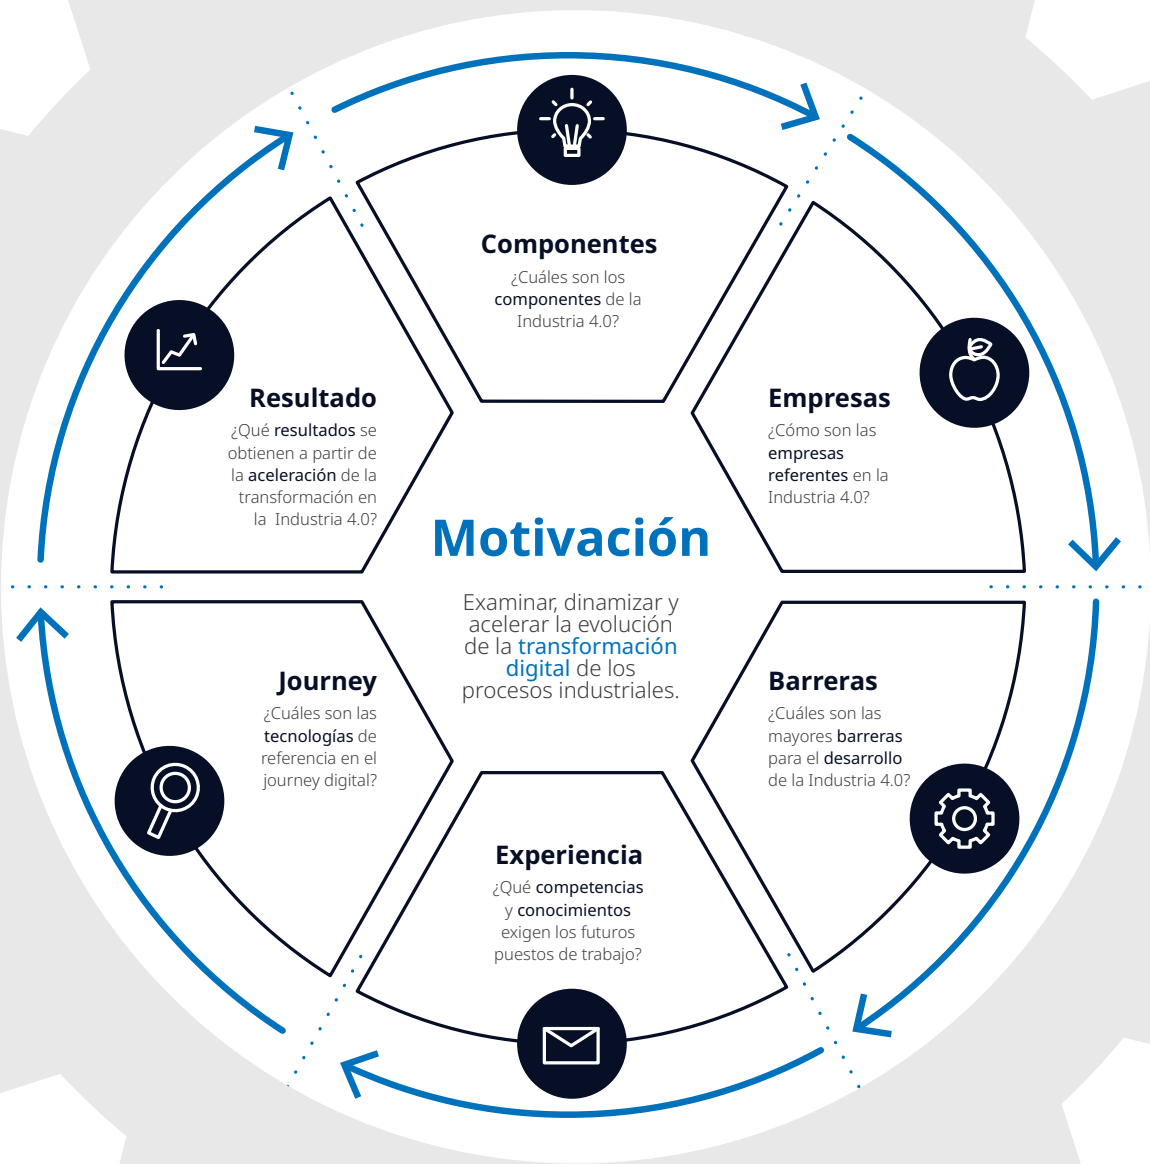 Componentes
¿Cuáles son los
componentes de la
Industria 4.0?
Empresas
¿Cómo son las
empresas
referentes en la
Industria 4.0?
Barreras
¿Cuáles son las
mayores barreras
para el desarrollo
de la Industria 4.0?
Experiencia
¿Qué competencias
y conocimientos
exigen los futuros
puestos de trabajo?
Journey
¿Cuáles son las
tecnologías de
referencia en el
journey digital?
Resultado
¿Qué resultados se
obtienen a partir de
la aceleración de la
transformación en
la Industria 4.0?
Motivación
Examinar, dinamizar y
acelerar la evolución
de la transformación
digital de los
procesos industriales.